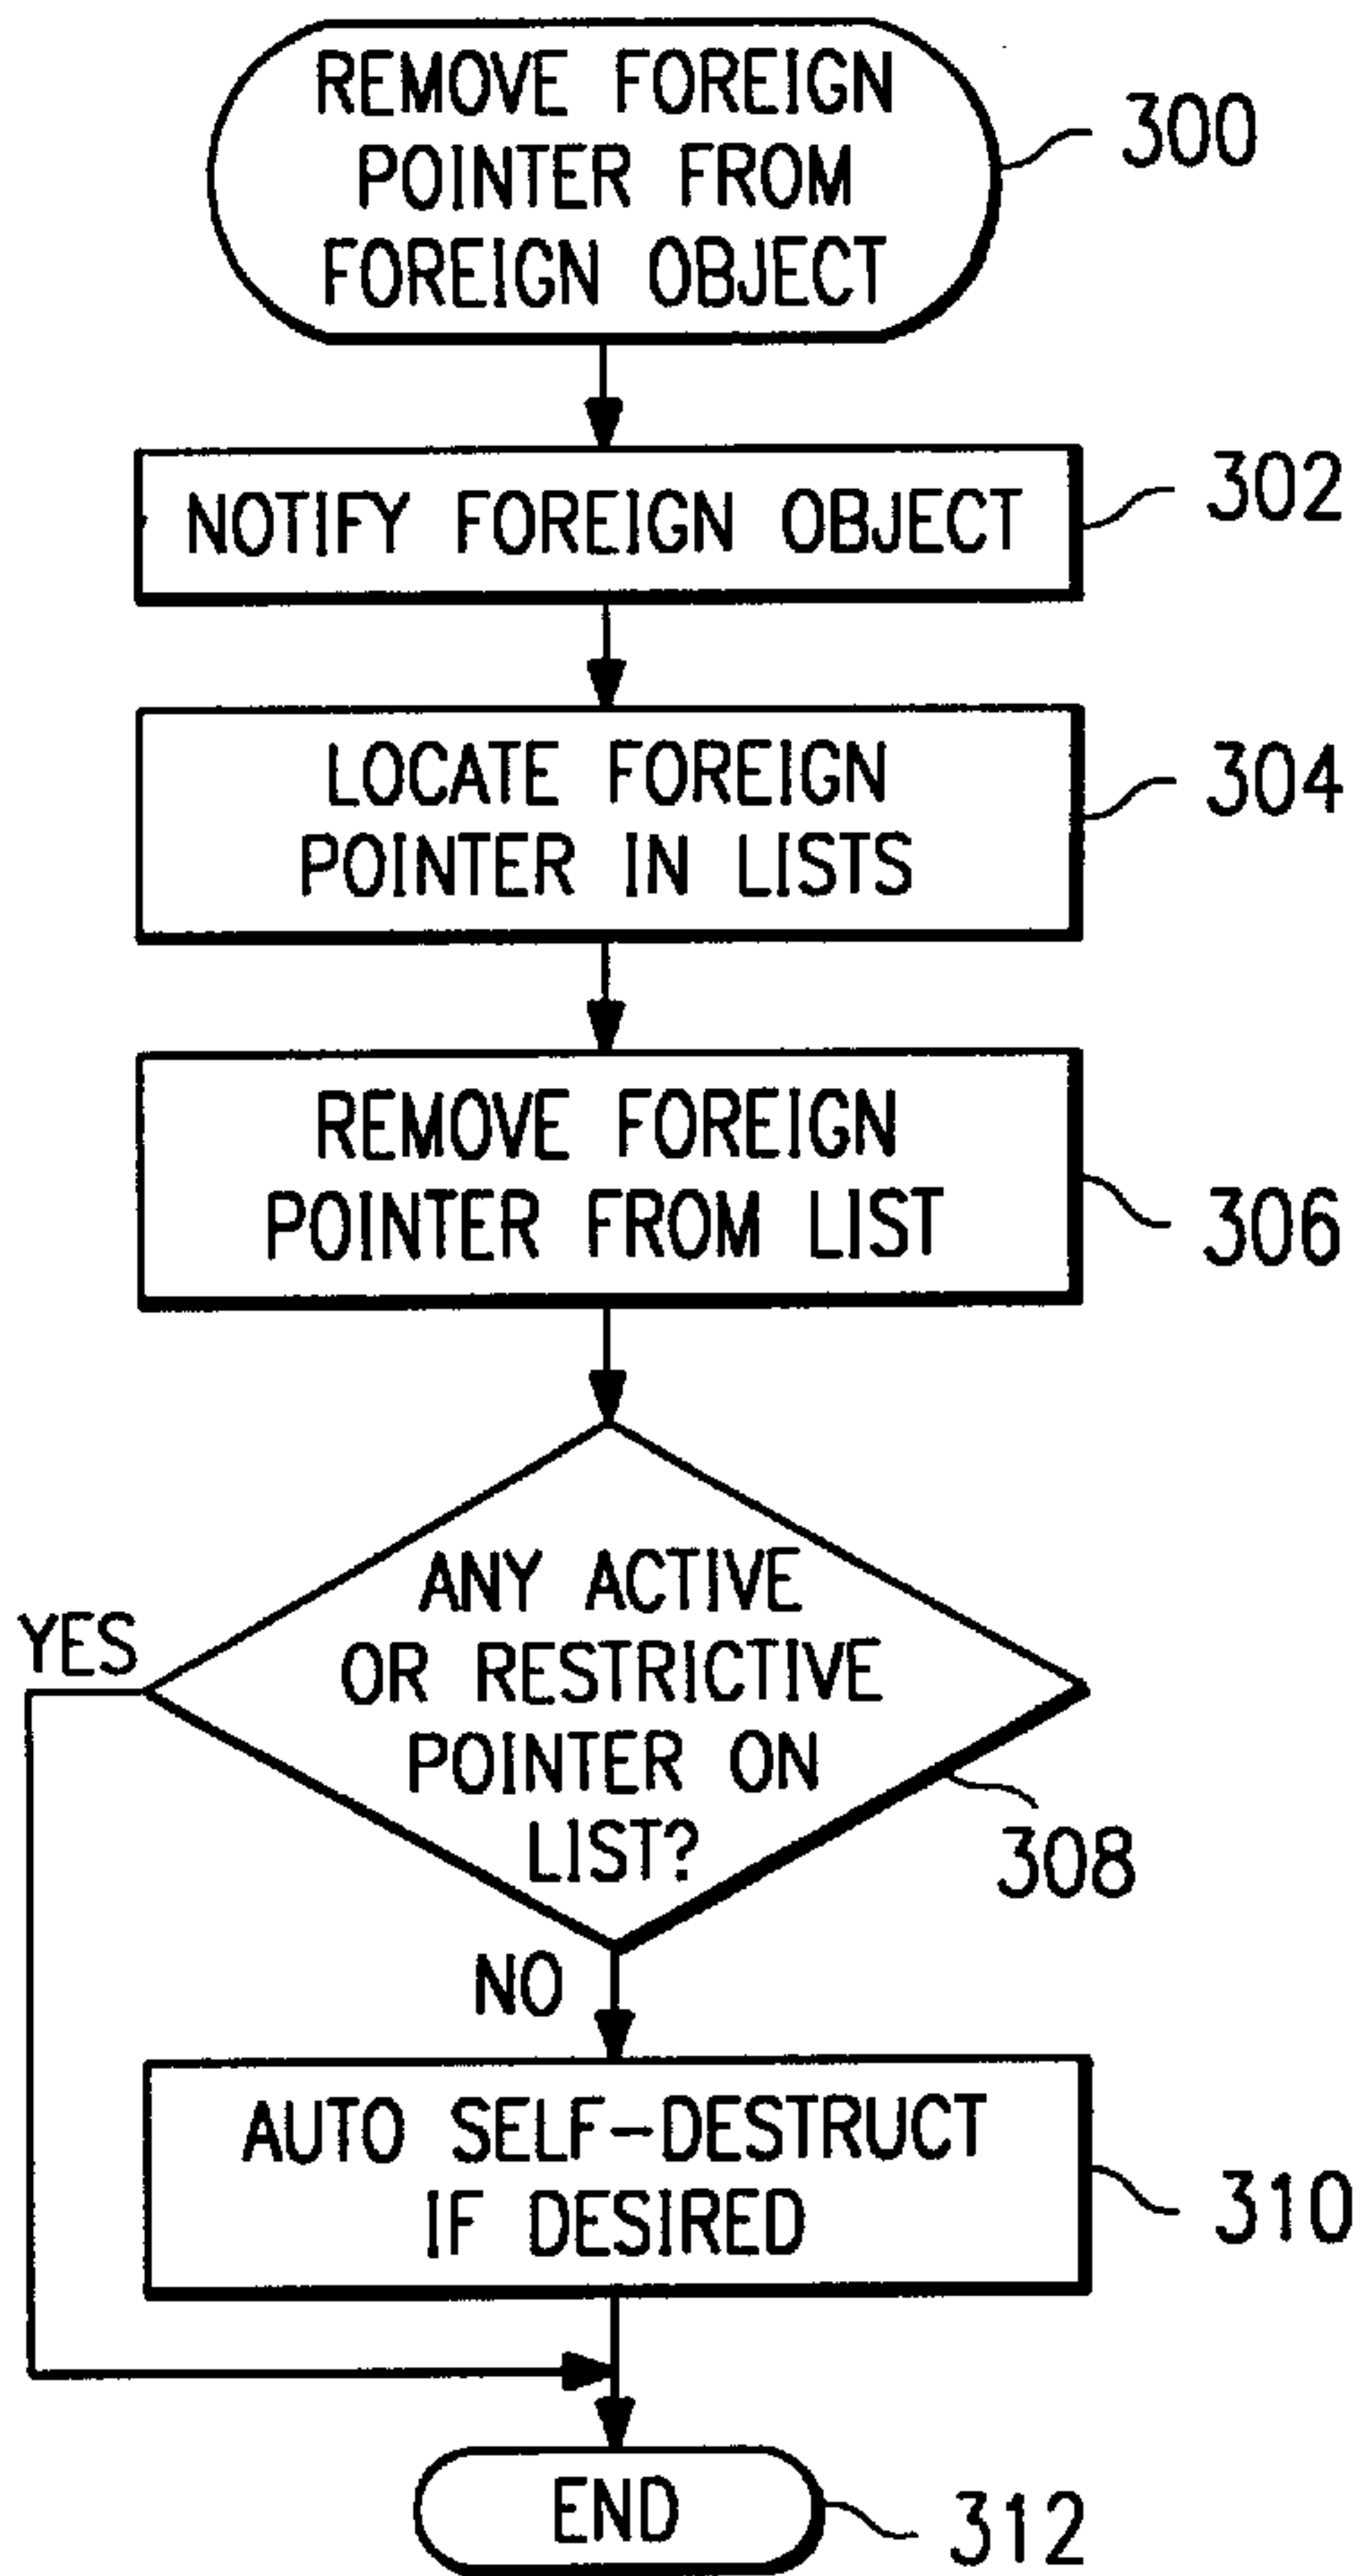 REMOVE FOREIGN
POINTER FROM
FOREIGN OBJECT
300
NOTIFY FOREIGN OBJECT
302
LOCATE FOREIGN
POINTER IN LISTS
304
REMOVE FOREIGN
POINTER FROM LIST
306
ANY ACTIVE
OR RESTRICTIVE
POINTER ON
LIST?
308
YES
NO
AUTO SELF-DESTRUCT
IF DESIRED
310
END
312